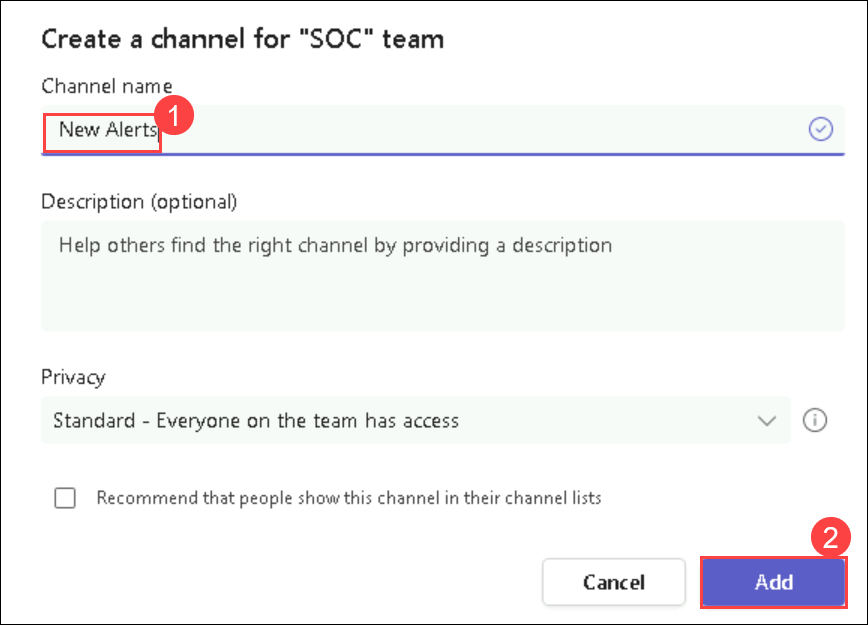 Create a channel for "SOC" team
Channel name
1
New Alerts
Description (optional)
Help others find the right channel by providing a description
Privacy
Standard - Everyone on the team has access
Recommend that people show this channel in their channel lists
2
Cancel
Add